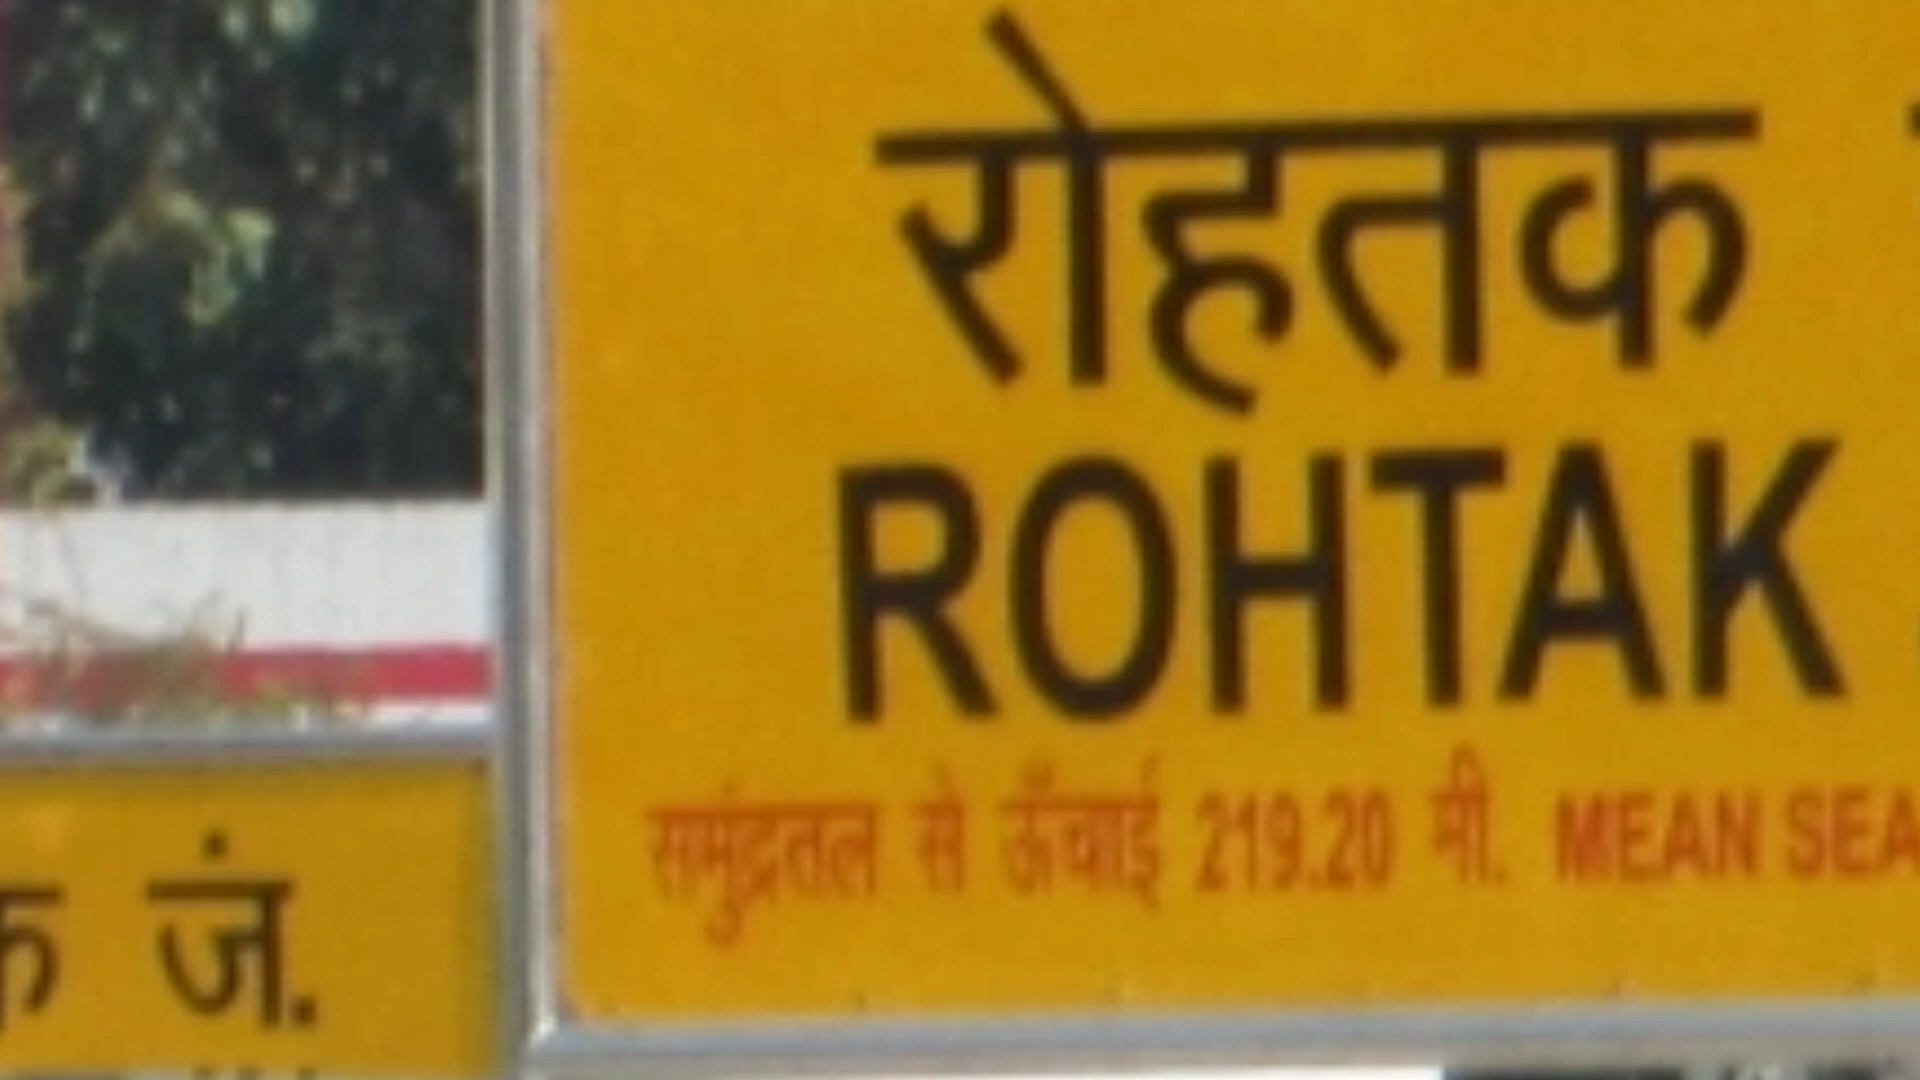 रोहतक
ROHTAK
समुंद्रतल से ऊँचाई 219.20 मी. MEAN SEA
क जं.